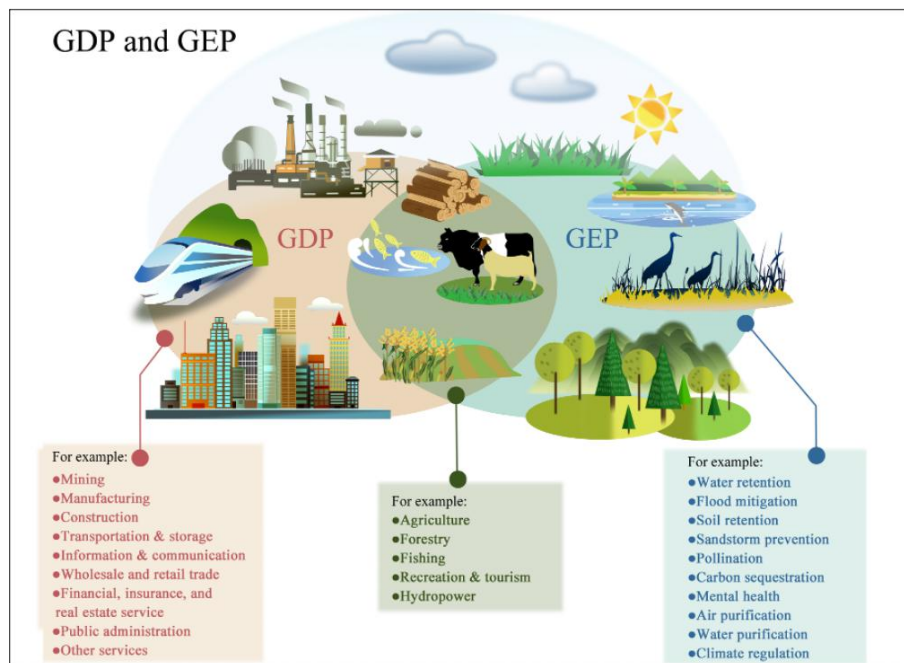 GDP and GEP
GDP
GEP
For example:
●Mining
●Manufacturing
●Construction
●Transportation & storage
●Information & communication
●Wholesale and retail trade
●Financial, insurance, and
real estate service
●Public administration
●Other services
For example:
●Agriculture
●Forestry
●Fishing
●Recreation & tourism
●Hydropower
For example:
●Water retention
●Flood mitigation
●Soil retention
●Sandstorm prevention
●Pollination
●Carbon sequestration
●Mental health
●Air purification
●Water purification
●Climate regulation